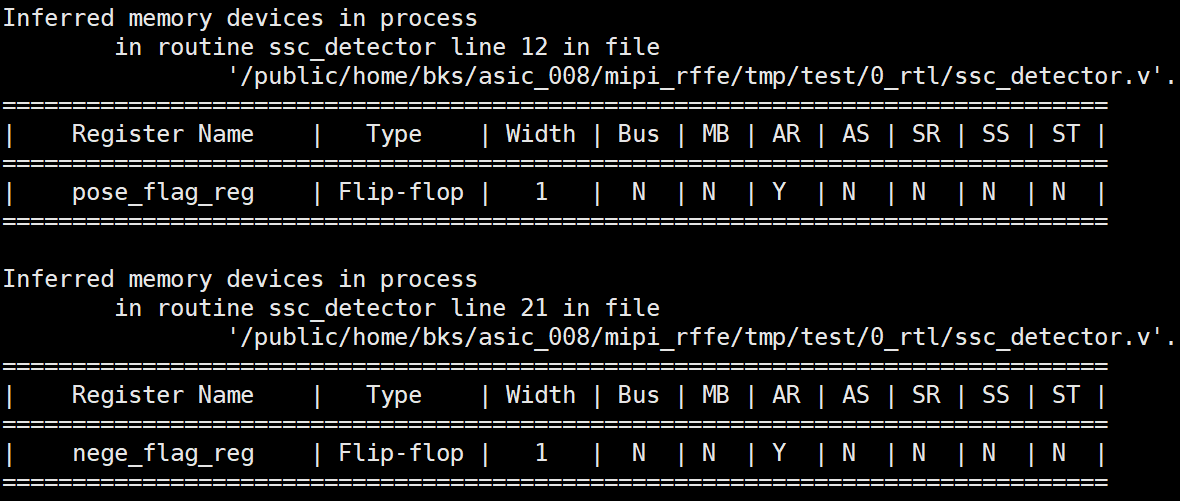 Inferred memory devices in process
        in routine ssc_detector line 12 in file
                '/public/home/bks/asic_008/mipi_rffe/tmp/test/0_rtl/ssc_detector.v'.
===============================================================================
|    Register Name    |   Type    | Width | Bus | MB | AR | AS | SR | SS | ST |
===============================================================================
|    pose_flag_reg    | Flip-flop |   1   |  N  | N  | Y  | N  | N  | N  | N  |
===============================================================================

Inferred memory devices in process
        in routine ssc_detector line 21 in file
                '/public/home/bks/asic_008/mipi_rffe/tmp/test/0_rtl/ssc_detector.v'.
===============================================================================
|    Register Name    |   Type    | Width | Bus | MB | AR | AS | SR | SS | ST |
===============================================================================
|    nege_flag_reg    | Flip-flop |   1   |  N  | N  | Y  | N  | N  | N  | N  |
===============================================================================